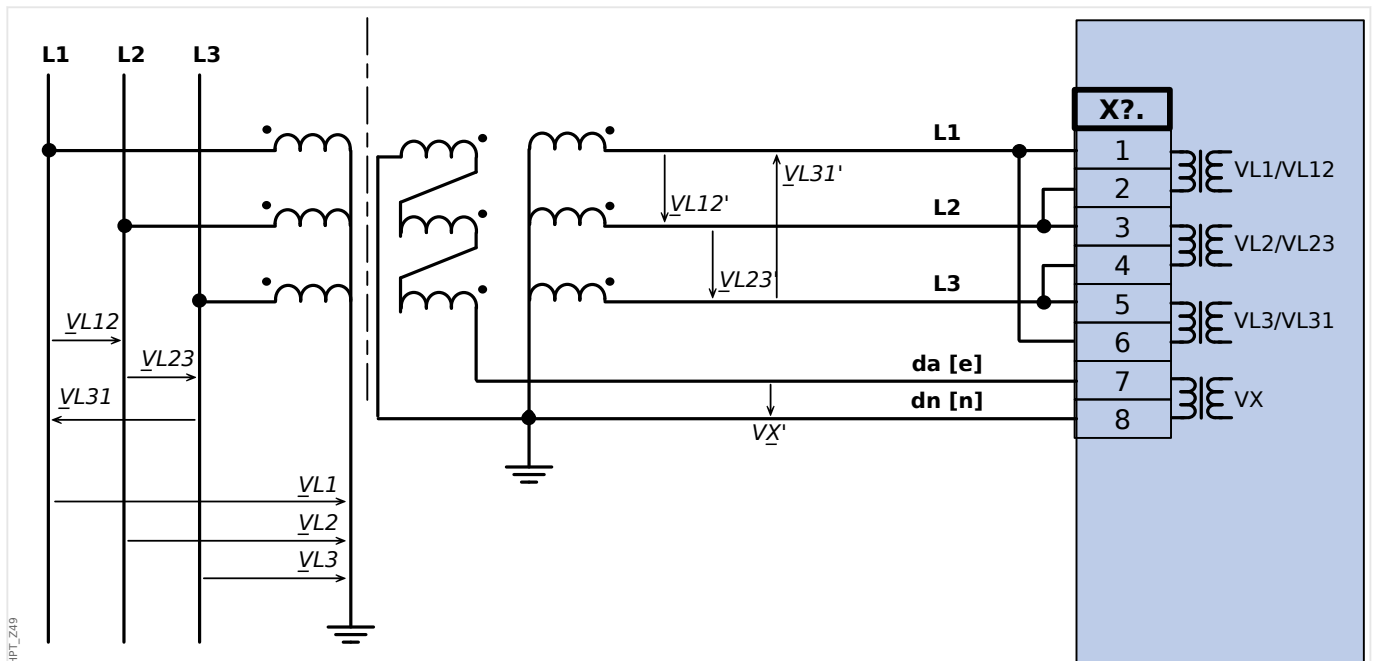 L1 L2 L3
X?.
L1
1
VL31'
VL1/VL12
2
VL12'
L2
3
VL2/VL23
4
VL23'
L3
5
VL3/VL31
VL12
6
VL23
da [e]
7
VL31
dn [n]
VX
8
VX'
VL1
VL2
VL3
HPT_Z49